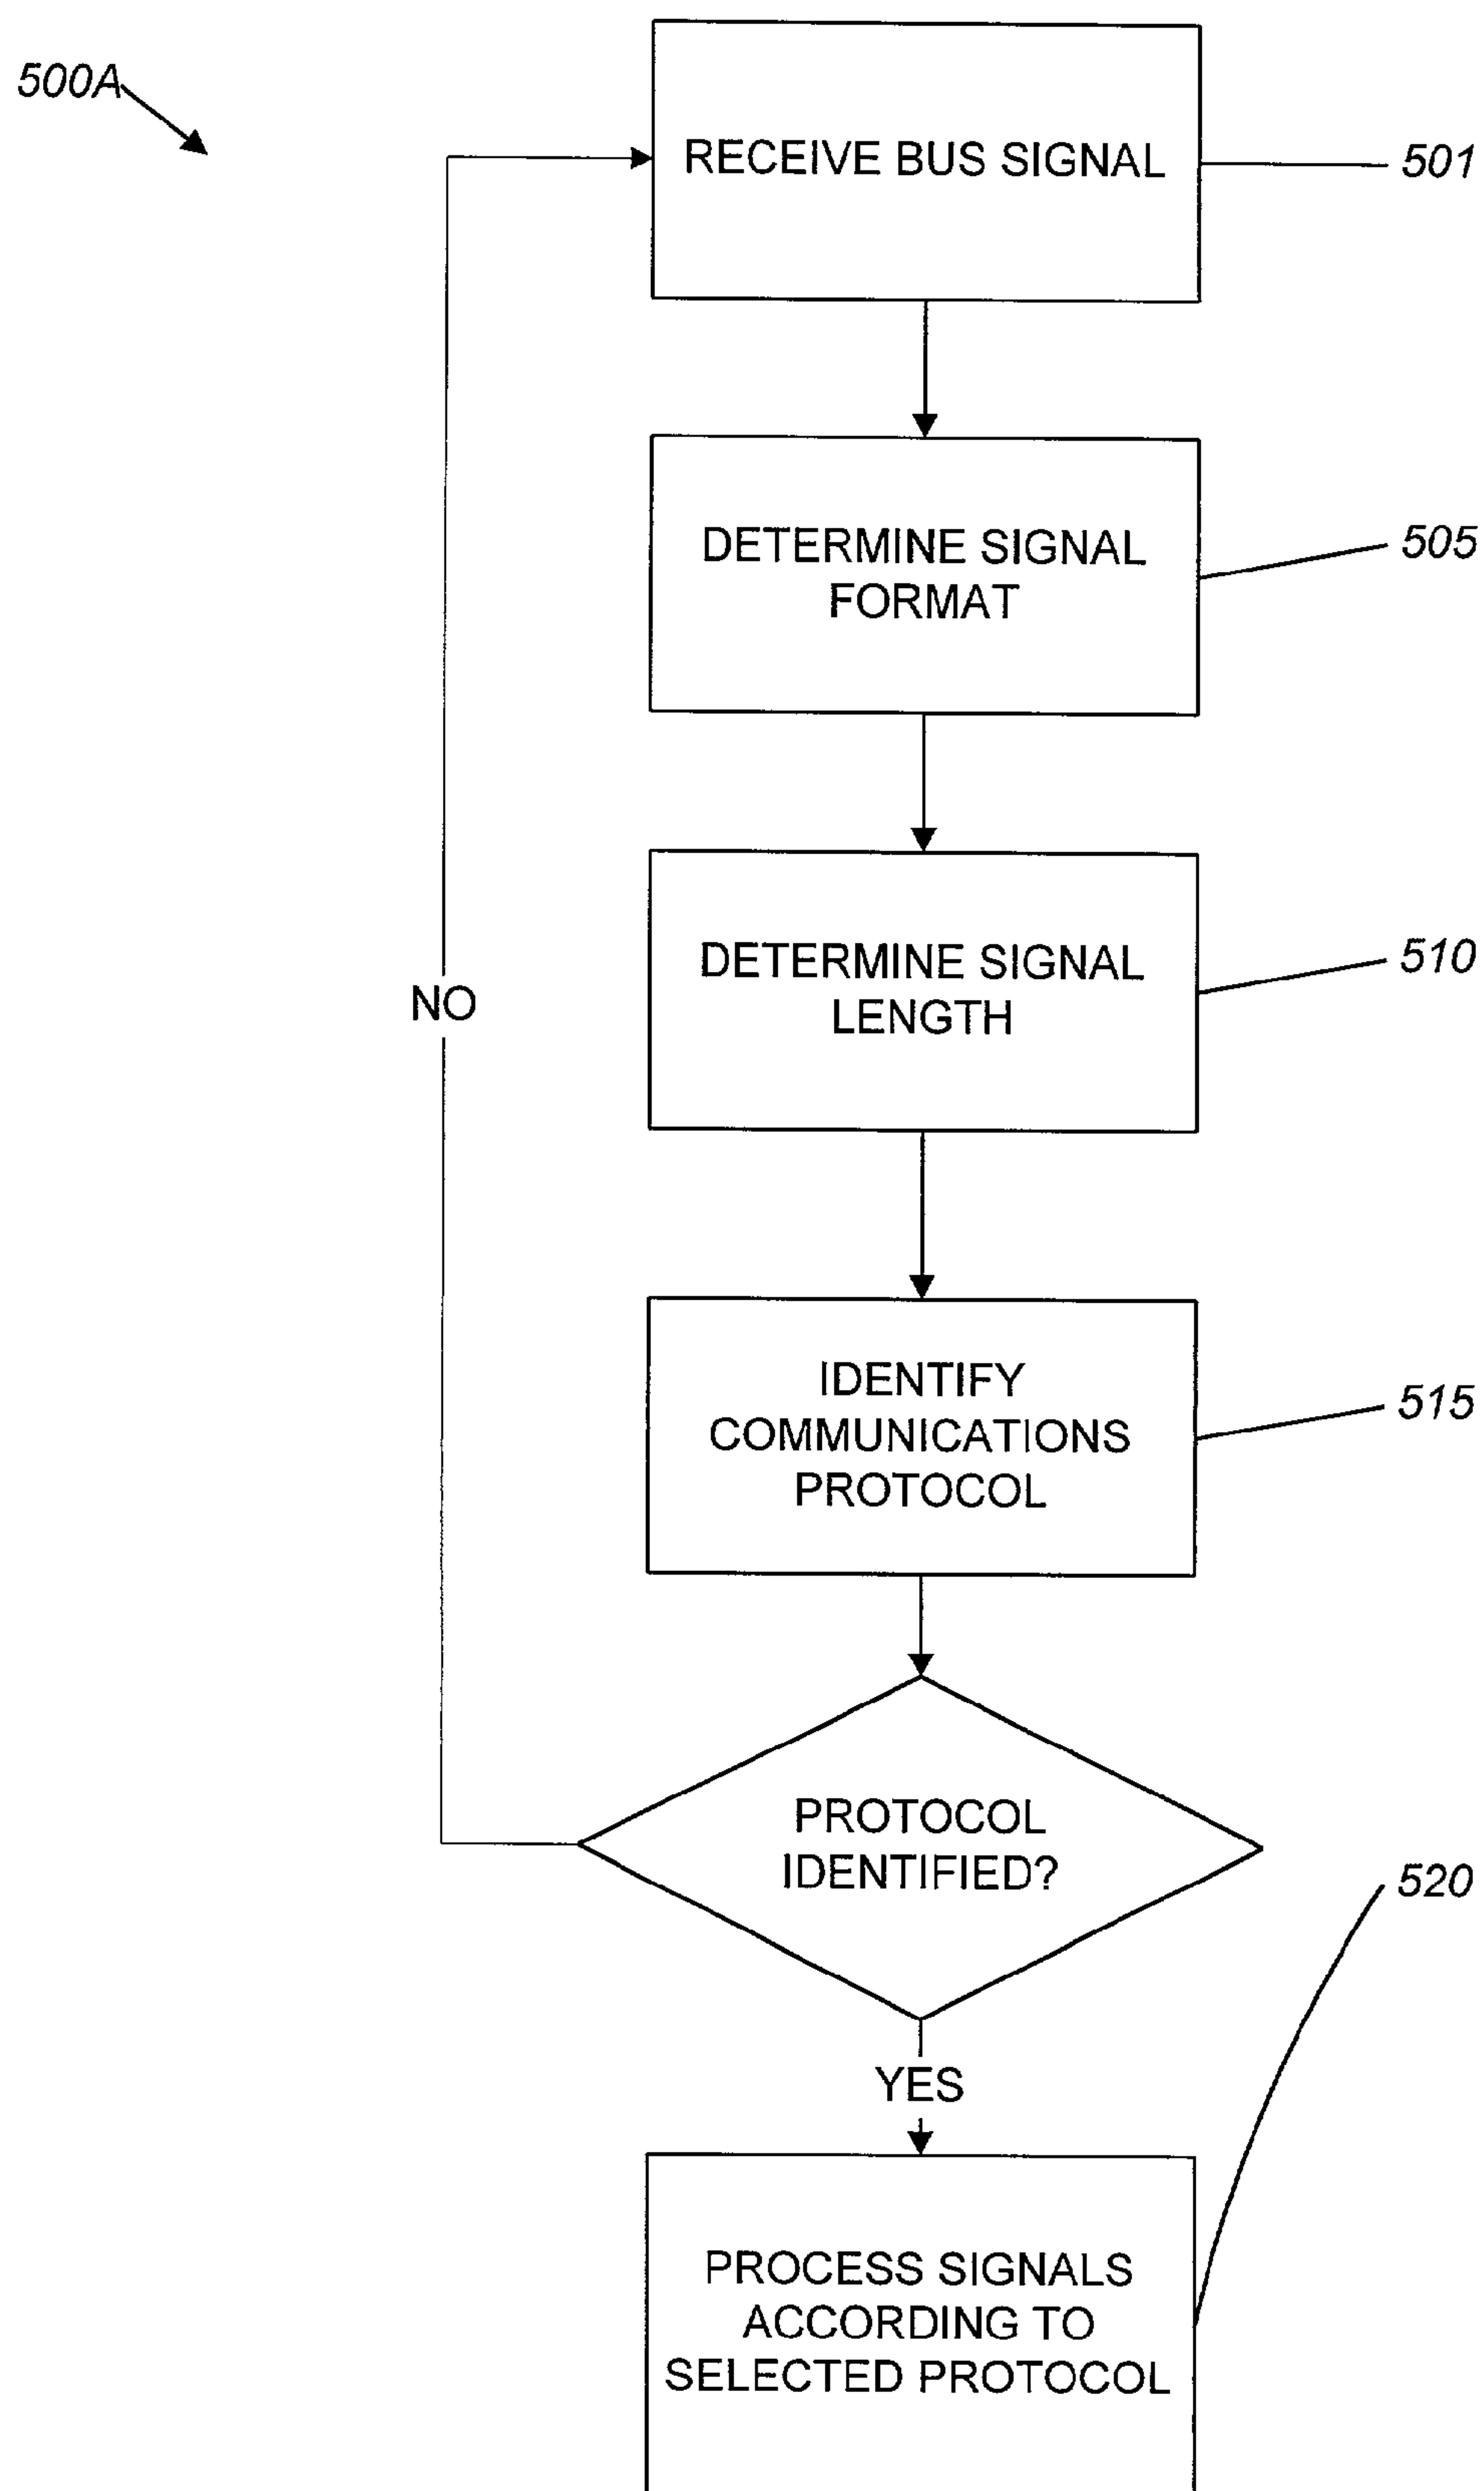 500A
RECEIVE BUS SIGNAL
501
DETERMINE SIGNAL
FORMAT
505
DETERMINE SIGNAL
LENGTH
510
NO
IDENTIFY
COMMUNICATIONS
PROTOCOL
515
PROTOCOL
IDENTIFIED?
520
YES
PROCESS SIGNALS
ACCORDING TO
SELECTED PROTOCOL